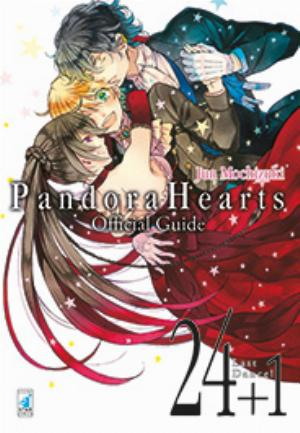 Jun Mochizuki
PandoraHearts
Official Guide
24+1
Last
Dance!